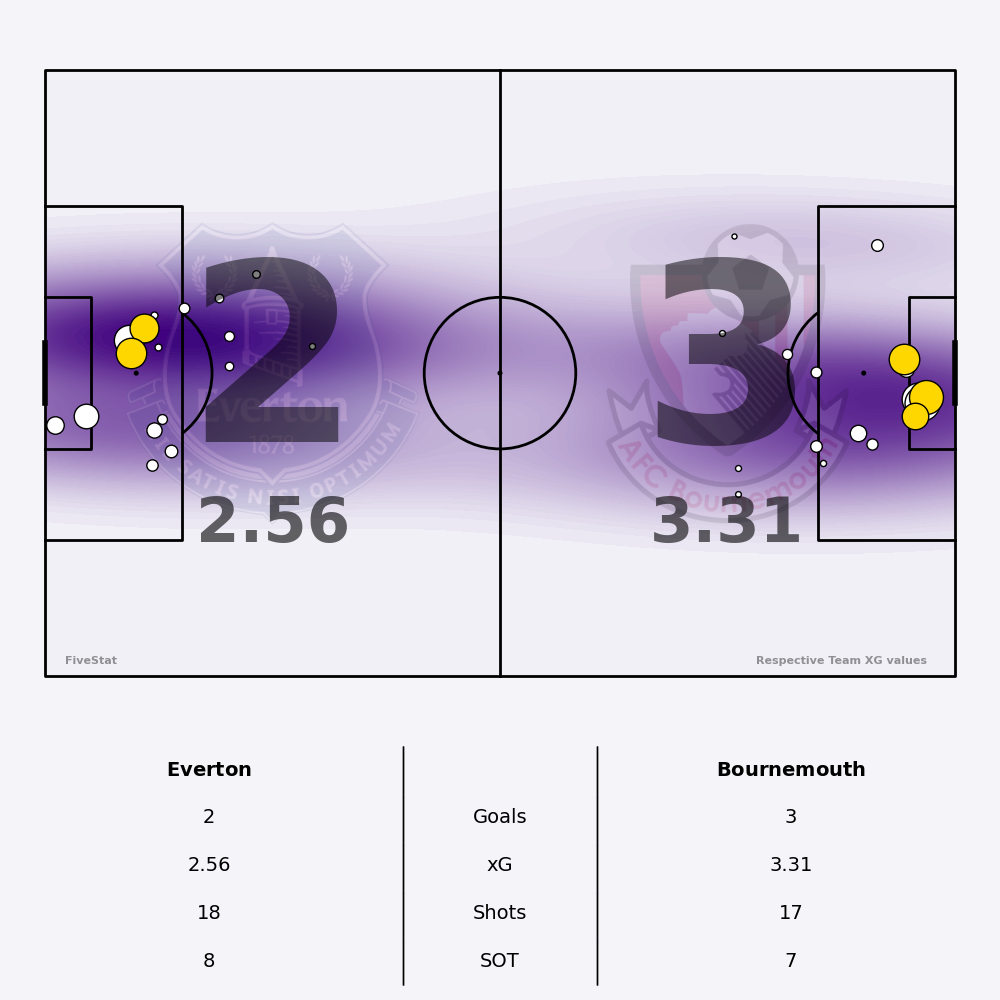 2
3
Everton
1878
NIL SATIS NISI OPTIMUM
AFC Bournemouth
2.56
3.31
FiveStat
Respective Team XG values
Everton Bournemouth
2 Goals 3
2.56 xG 3.31
18 Shots 17
8 SOT 7